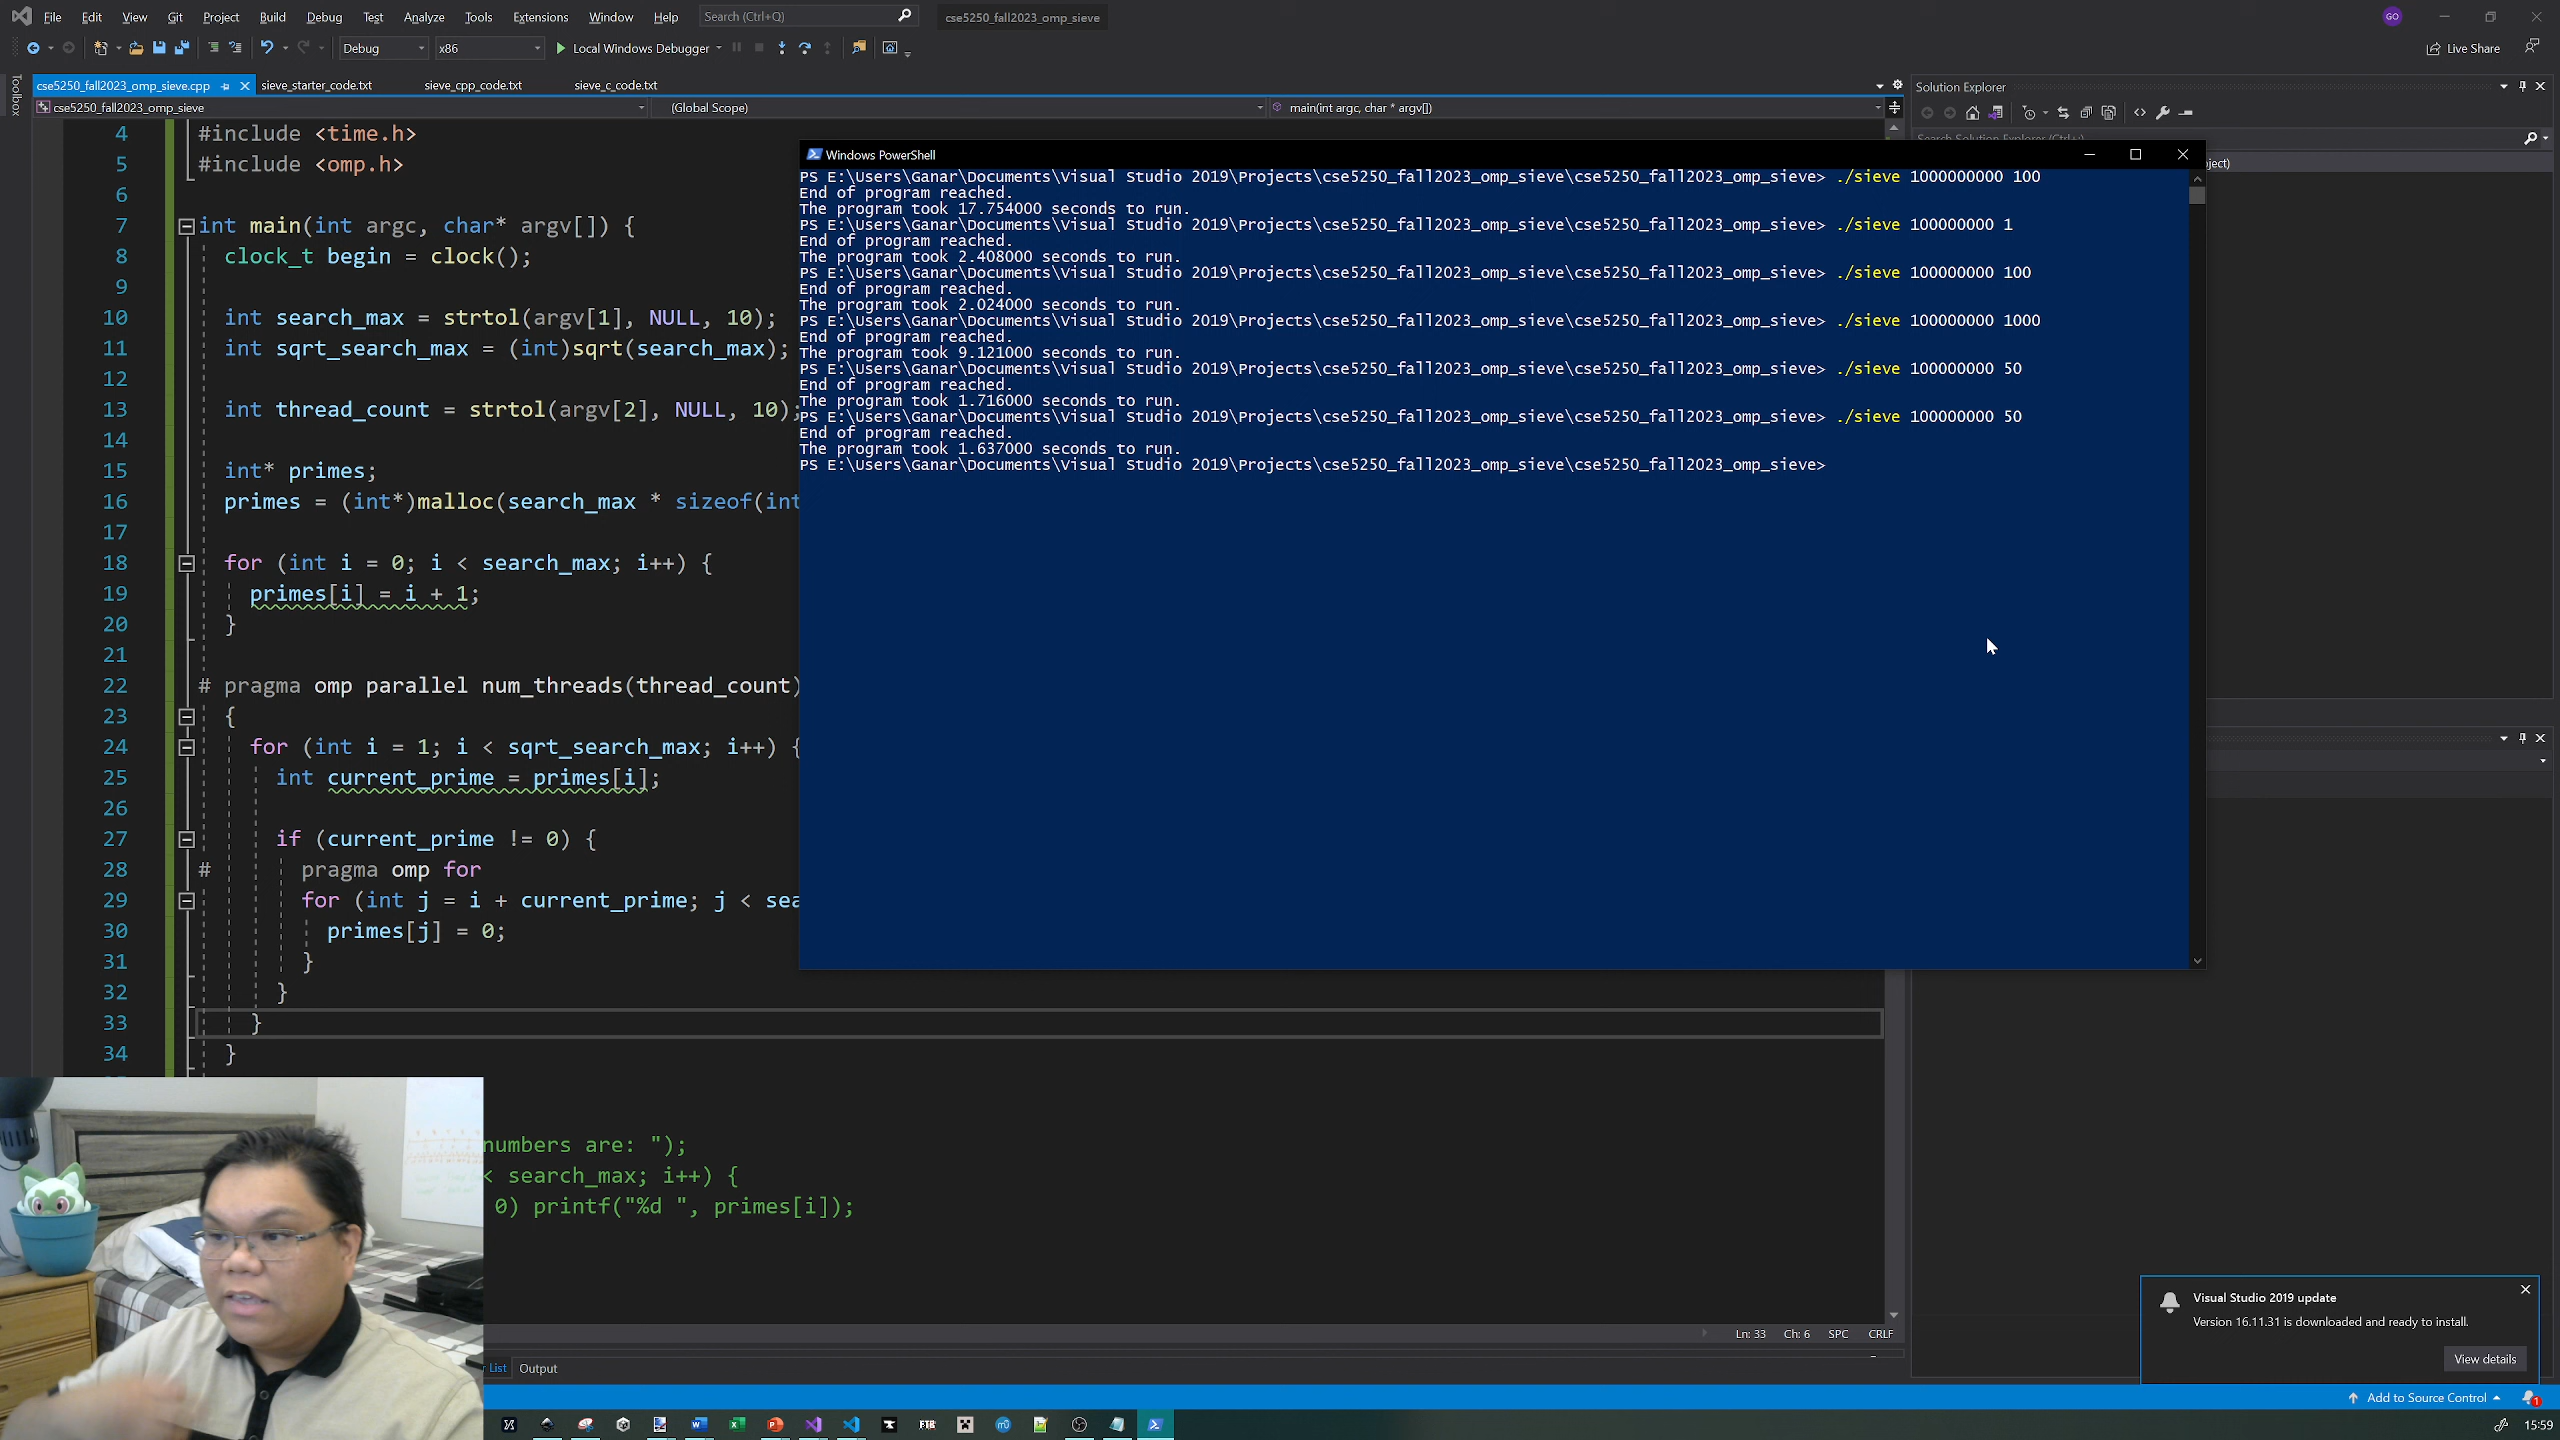 File Edit View Git Project Build Debug Test Analyze Tools Extensions Window Help Search (Ctrl+Q) cse5250_fall2023_omp_sieve GO
Debug x86 Local Windows Debugger Live Share
Toolbox
cse5250_fall2023_omp_sieve.cpp sieve_starter_code.txt sieve_cpp_code.txt sieve_c_code.txt
cse5250_fall2023_omp_sieve (Global Scope) main(int argc, char * argv[])
4 #include <time.h>
5 #include <omp.h>
6
7 int main(int argc, char* argv[]) {
8 clock_t begin = clock();
9
10 int search_max = strtol(argv[1], NULL, 10);
11 int sqrt_search_max = (int)sqrt(search_max);
12
13 int thread_count = strtol(argv[2], NULL, 10);
14
15 int* primes;
16 primes = (int*)malloc(search_max * sizeof(int
17
18 for (int i = 0; i < search_max; i++) {
19 primes[i] = i + 1;
20 }
21
22 # pragma omp parallel num_threads(thread_count)
23 {
24 for (int i = 1; i < sqrt_search_max; i++) {
25 int current_prime = primes[i];
26
27 if (current_prime != 0) {
28 # pragma omp for
29 for (int j = i + current_prime; j < sea
30 primes[j] = 0;
31 }
32 }
33 }
34 }
numbers are: ");
< search_max; i++) {
0) printf("%d ", primes[i]);
Windows PowerShell
PS E:\Users\Ganar\Documents\Visual Studio 2019\Projects\cse5250_fall2023_omp_sieve\cse5250_fall2023_omp_sieve> ./sieve 1000000000 100
End of program reached.
The program took 17.754000 seconds to run.
PS E:\Users\Ganar\Documents\Visual Studio 2019\Projects\cse5250_fall2023_omp_sieve\cse5250_fall2023_omp_sieve> ./sieve 100000000 1
End of program reached.
The program took 2.408000 seconds to run.
PS E:\Users\Ganar\Documents\Visual Studio 2019\Projects\cse5250_fall2023_omp_sieve\cse5250_fall2023_omp_sieve> ./sieve 100000000 100
End of program reached.
The program took 2.024000 seconds to run.
PS E:\Users\Ganar\Documents\Visual Studio 2019\Projects\cse5250_fall2023_omp_sieve\cse5250_fall2023_omp_sieve> ./sieve 100000000 1000
End of program reached.
The program took 9.121000 seconds to run.
PS E:\Users\Ganar\Documents\Visual Studio 2019\Projects\cse5250_fall2023_omp_sieve\cse5250_fall2023_omp_sieve> ./sieve 100000000 50
End of program reached.
The program took 1.716000 seconds to run.
PS E:\Users\Ganar\Documents\Visual Studio 2019\Projects\cse5250_fall2023_omp_sieve\cse5250_fall2023_omp_sieve> ./sieve 100000000 50
End of program reached.
The program took 1.637000 seconds to run.
PS E:\Users\Ganar\Documents\Visual Studio 2019\Projects\cse5250_fall2023_omp_sieve\cse5250_fall2023_omp_sieve>
Solution Explorer
Search Solution Explorer (Ctrl+;)
ject)
Ln: 33 Ch: 6 SPC CRLF
r List Output
Visual Studio 2019 update
Version 16.11.31 is downloaded and ready to install.
View details
Add to Source Control 1
FTB
15:59